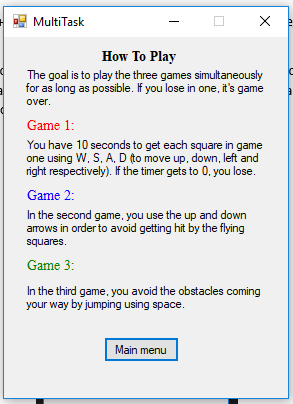 MultiTask
How To Play
The goal is to play the three games simultaneously
for as long as possible. If you lose in one, it's game
over.
Game 1:
You have 10 seconds to get each square in game
one using W, S, A, D (to move up, down, left and
right respectively). If the timer gets to 0, you lose.
Game 2:
In the second game, you use the up and down
arrows in order to avoid getting hit by the flying
squares.
Game 3:
In the third game, you avoid the obstacles coming
your way by jumping using space.
Main menu